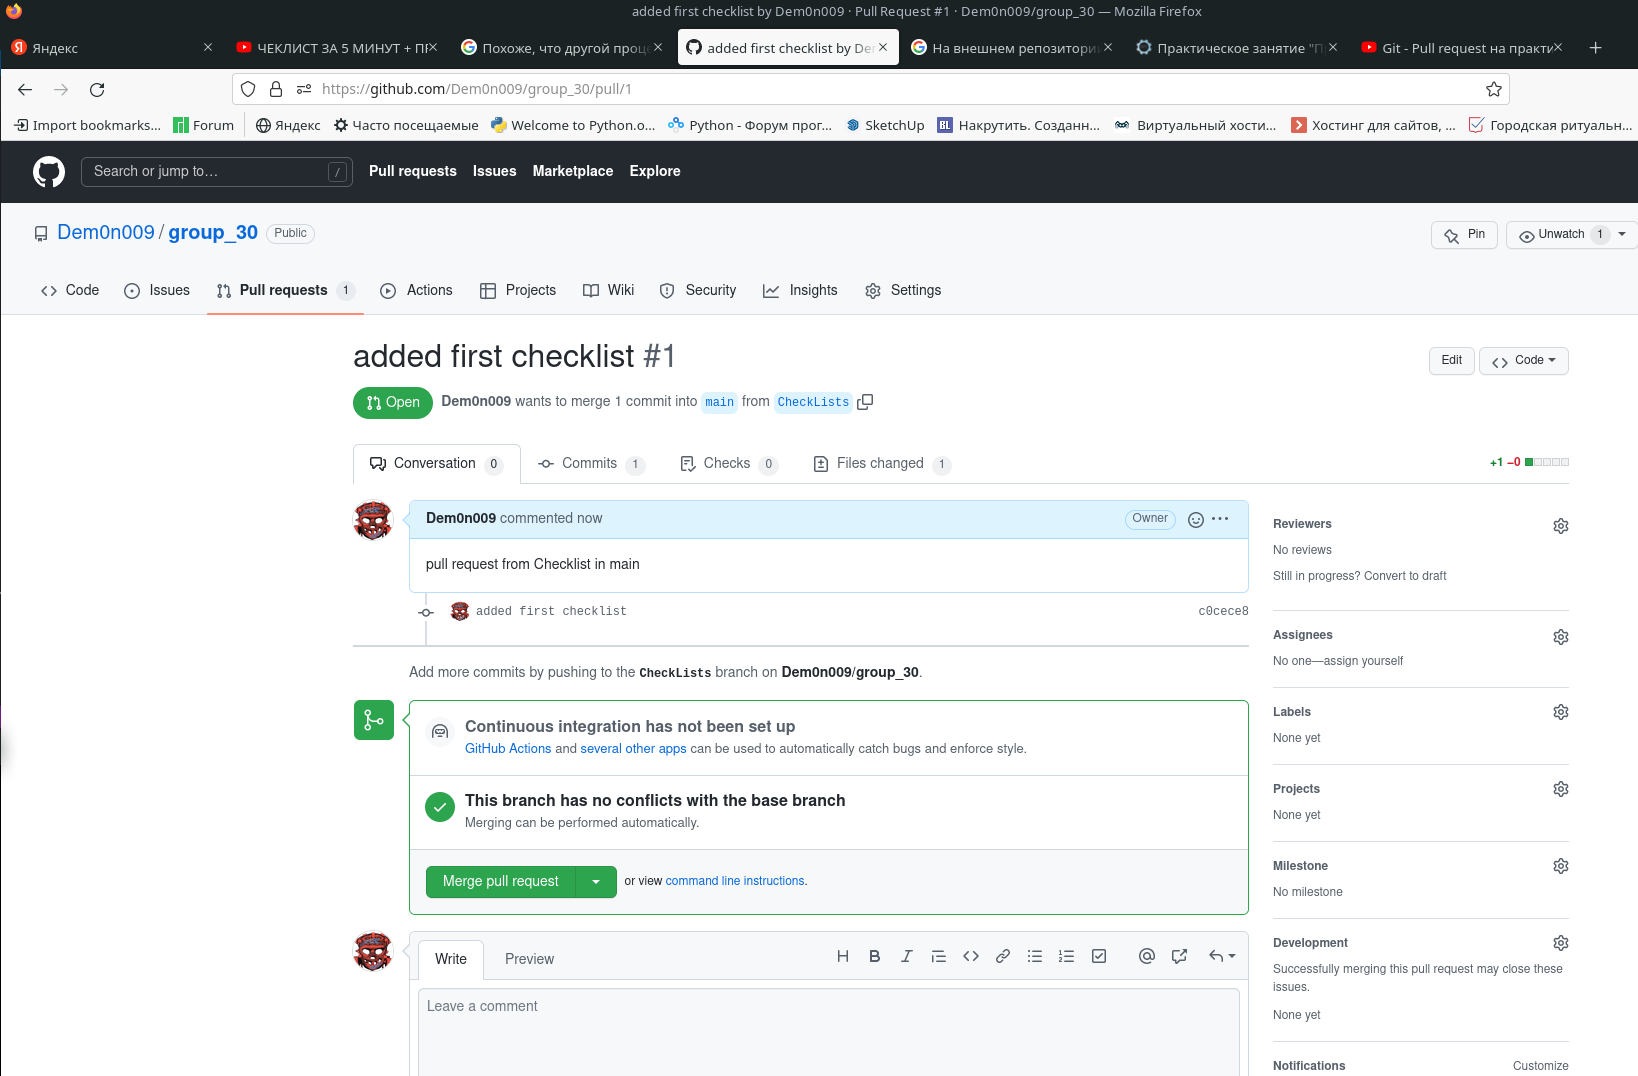 added first checklist by Dem0n009 · Pull Request #1 · Dem0n009/group_30 — Mozilla Firefox
Яндекс
ЧЕКЛИСТ ЗА 5 МИНУТ + ПР
Похоже, что другой проце
added first checklist by De
На внешнем репозитори
Практическое занятие "П
Git - Pull request на практи
https://github.com/Dem0n009/group_30/pull/1
Import bookmarks... Forum Яндекс Часто посещаемые Welcome to Python.o... Python - Форум прог... SketchUp BL Накрутить. Созданн... Виртуальный хости... Хостинг для сайтов, ... Городская ритуальн...
Search or jump to… / Pull requests Issues Marketplace Explore
Dem0n009 / group_30 Public Pin Unwatch 1
Code Issues Pull requests 1 Actions Projects Wiki Security Insights Settings
added first checklist #1 Edit Code
Open Dem0n009 wants to merge 1 commit into main from CheckLists
Conversation 0 Commits 1 Checks 0 Files changed 1 +1 −0
Dem0n009 commented now Owner
pull request from Checklist in main
added first checklist c0cece8
Add more commits by pushing to the CheckLists branch on Dem0n009/group_30.
Continuous integration has not been set up
GitHub Actions and several other apps can be used to automatically catch bugs and enforce style.
This branch has no conflicts with the base branch
Merging can be performed automatically.
Merge pull request or view command line instructions.
Write Preview H B I
Leave a comment
Reviewers
No reviews
Still in progress? Convert to draft
Assignees
No one—assign yourself
Labels
None yet
Projects
None yet
Milestone
No milestone
Development
Successfully merging this pull request may close these
issues.
None yet
Notifications Customize